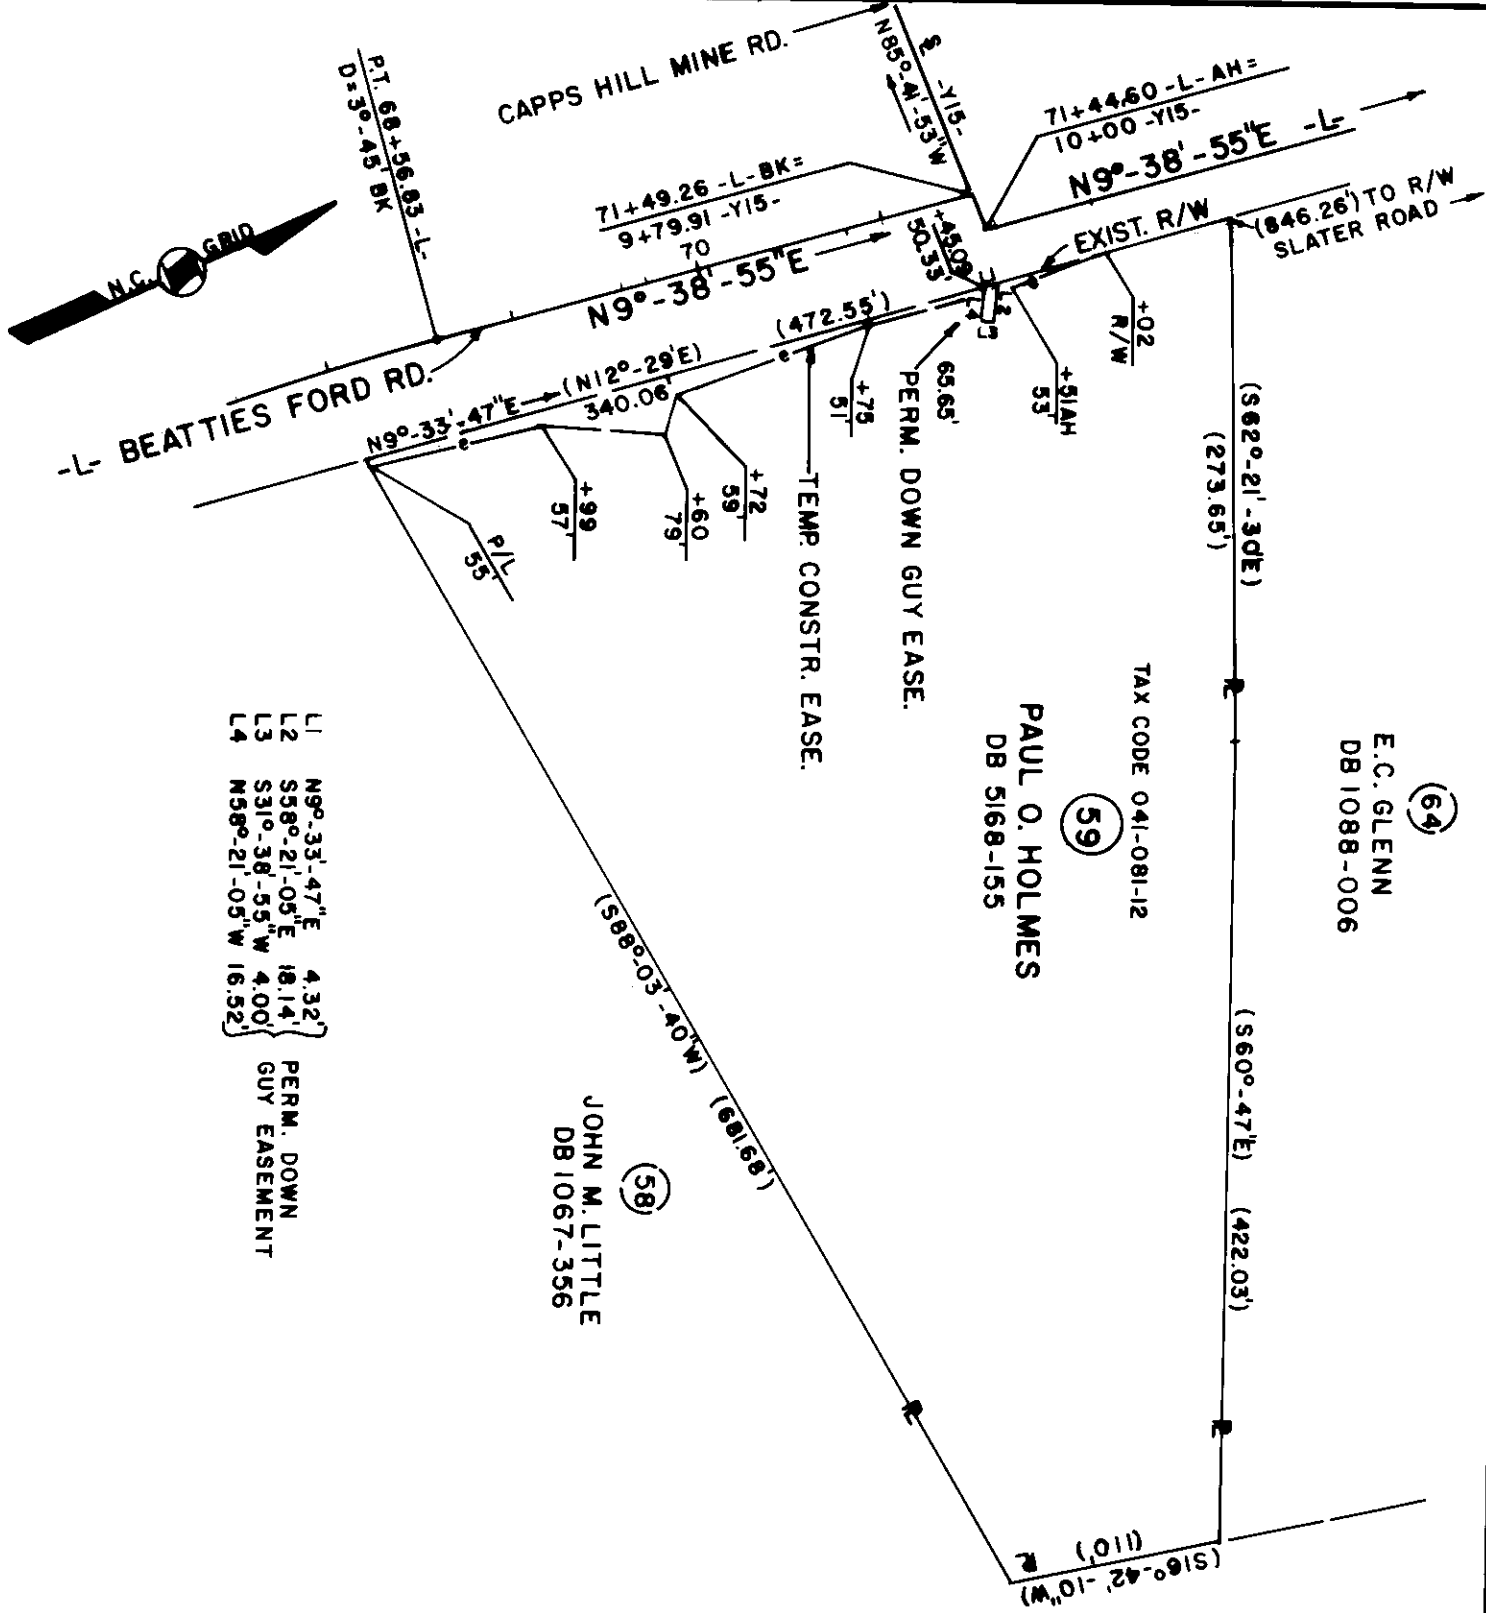 CAPPS HILL MINE RD.
N85°-41'-53"W
-Y15-
71+44.60 -L- AH =
10+00 -Y15-
N9°-38'-55"E -L-
P.T. 68+56.83 -L-
D=3°-45' BK
71+49.26 -L- BK =
9+79.91 -Y15-
70
N9°-38'-55"E
+45.09
50.33'
EXIST. R/W
(846.26') TO R/W
SLATER ROAD
N.C. GRID
-L- BEATTIES FORD RD.
N9°-33'-47"E
(N12°-29'E)
340.06'
(472.55')
L1
L2
L3
L4
+02
R/W
+51AH
53'
65.65'
PERM. DOWN GUY EASE.
+75
51'
TEMP. CONSTR. EASE.
+72
59'
+60
79'
+99
57'
P/L
55'
(S62°-21'-30"E)
(273.65')
TAX CODE 041-081-12
59
PAUL O. HOLMES
DB 5168-155
64
E.C. GLENN
DB 1088-006
(S60°-47'E) (422.03')
(S88°-03'-40"W) (681.68')
58
JOHN M. LITTLE
DB 1067-356
L1 N9°-33'-47"E 4.32'
L2 S58°-21'-05"E 18.14'
L3 S31°-38'-55"W 4.00'
L4 N58°-21'-05"W 16.52'
PERM. DOWN
GUY EASEMENT
(110')
(S16°-42'-10"W)